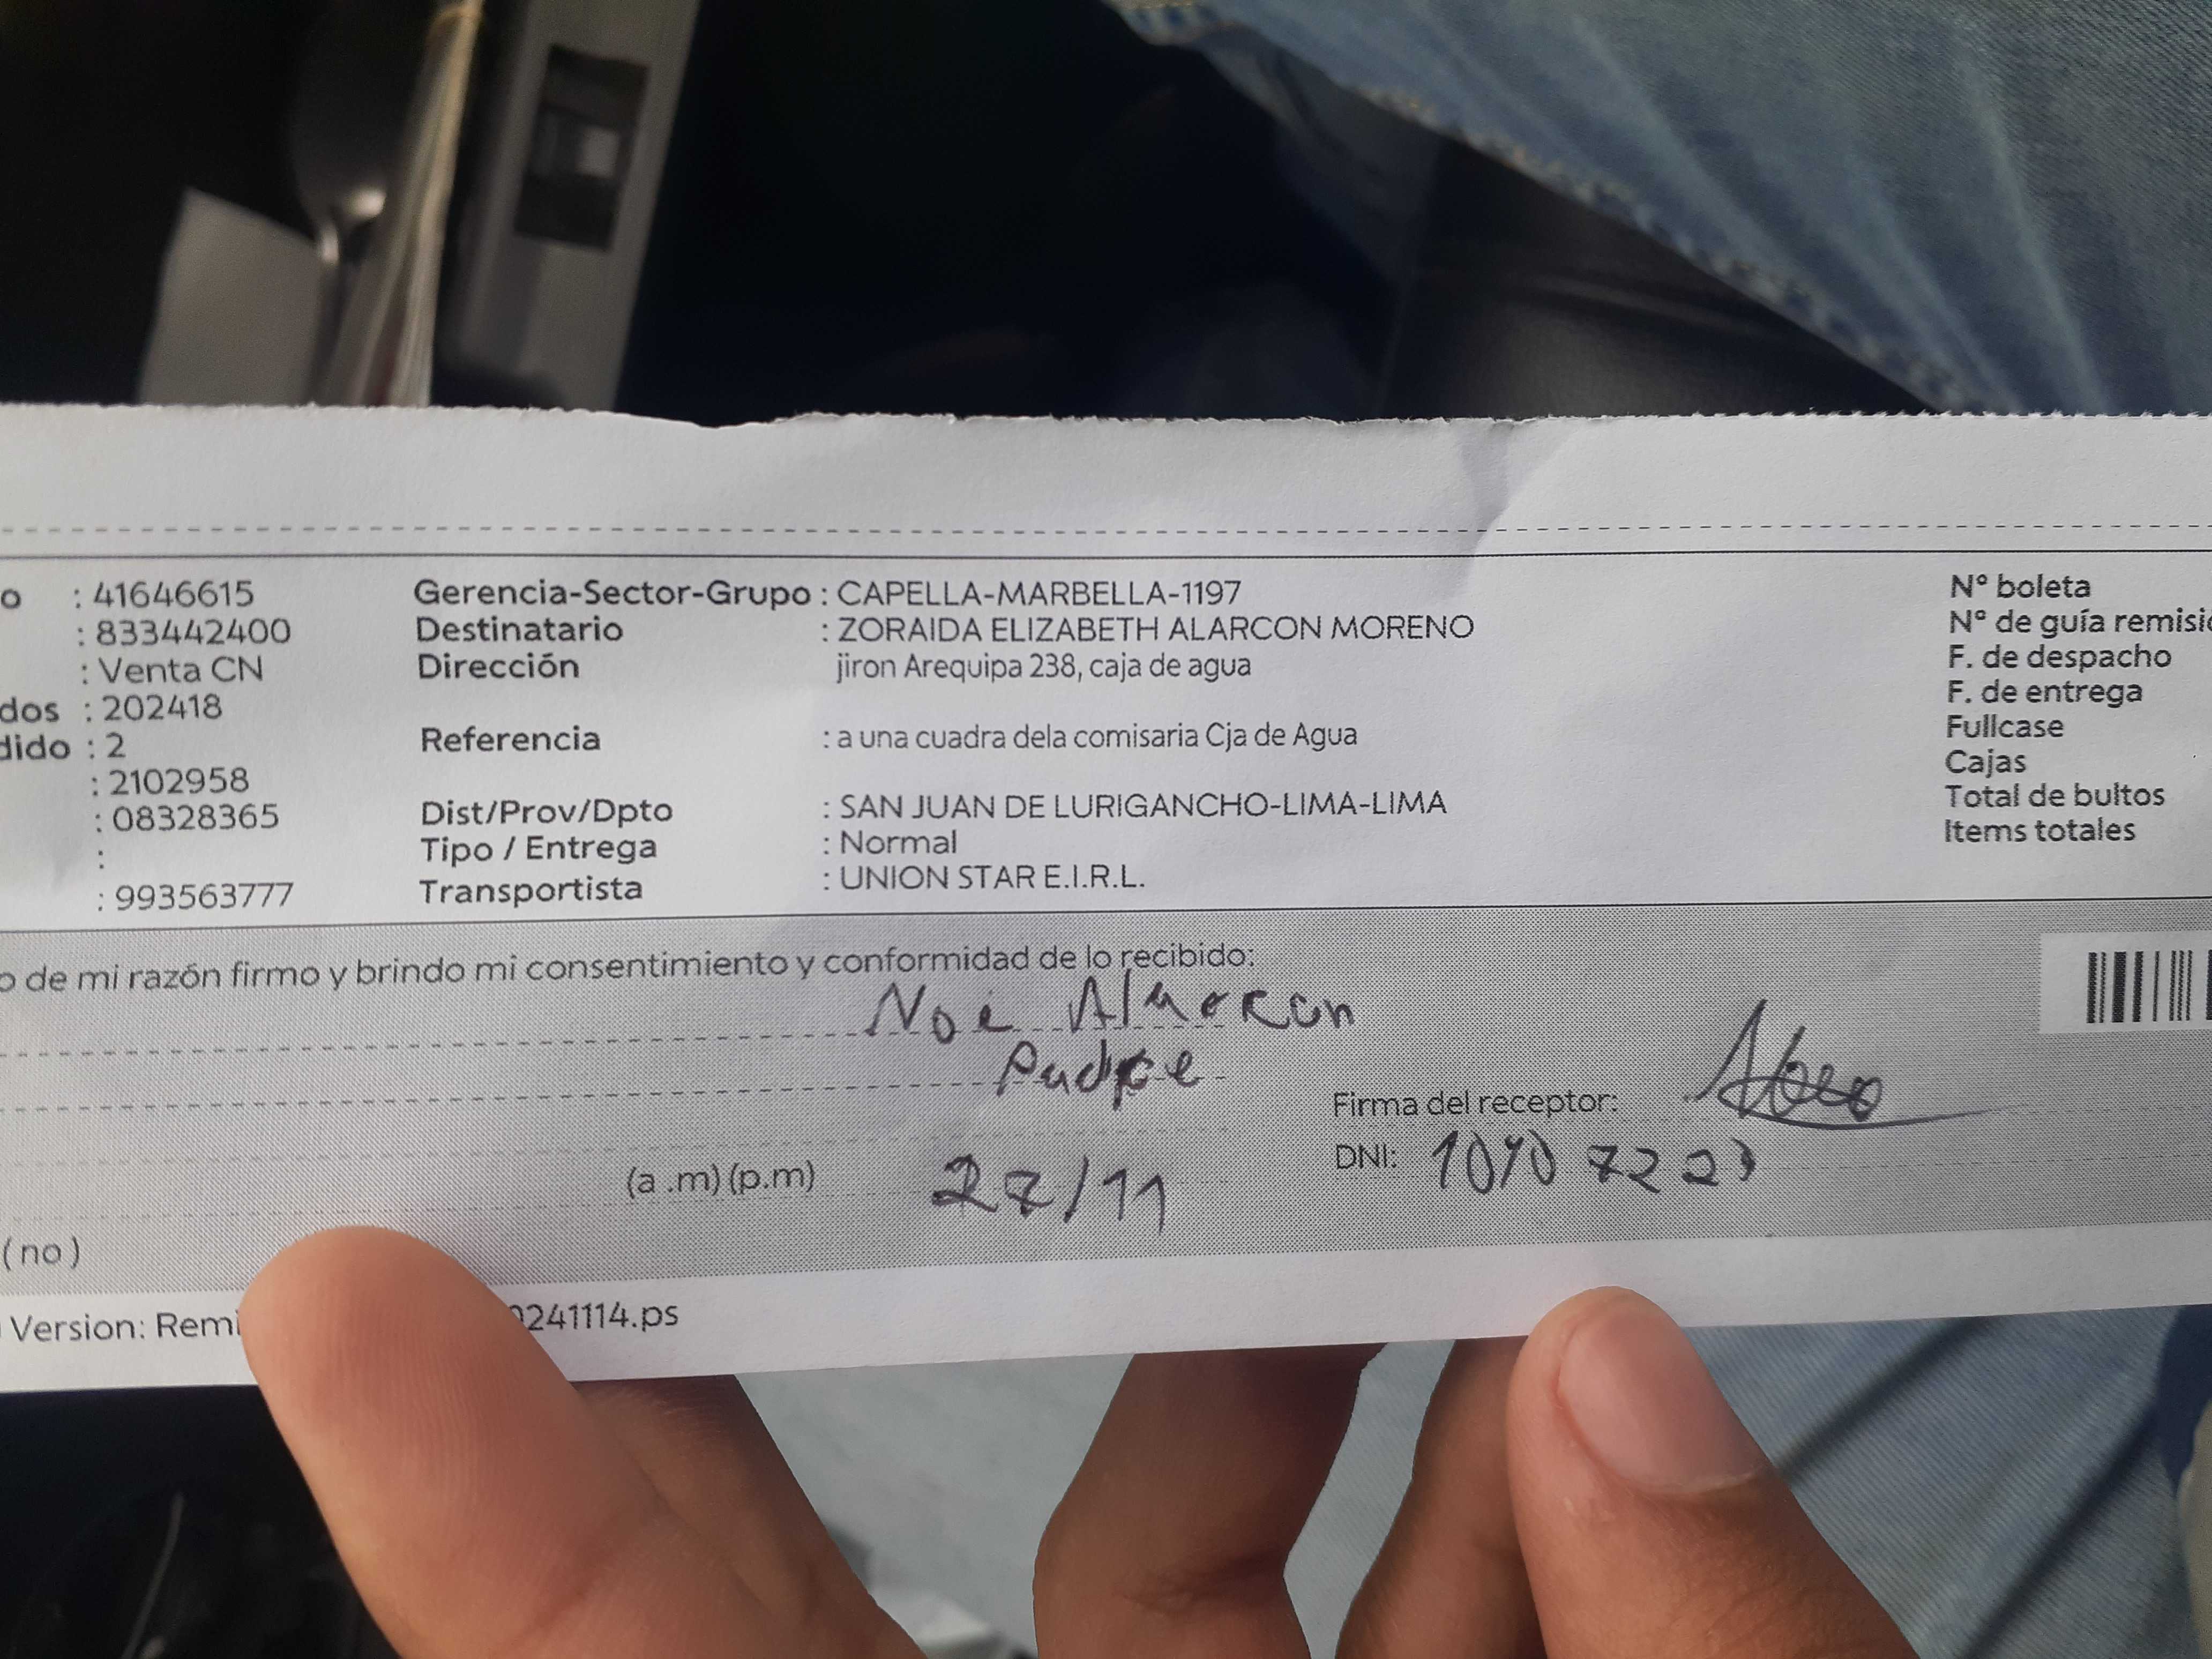 o : 41646615
: 833442400
: Venta CN
dos : 202418
dido : 2
: 2102958
: 08328365
:
: 993563777
Gerencia-Sector-Grupo : CAPELLA-MARBELLA-1197
Destinatario : ZORAIDA ELIZABETH ALARCON MORENO
Dirección jiron Arequipa 238, caja de agua
Referencia : a una cuadra dela comisaria Cja de Agua
Dist/Prov/Dpto : SAN JUAN DE LURIGANCHO-LIMA-LIMA
Tipo / Entrega : Normal
Transportista : UNION STAR E.I.R.L.
N° boleta
N° de guía remisió
F. de despacho
F. de entrega
Fullcase
Cajas
Total de bultos
Items totales
o de mi razón firmo y brindo mi consentimiento y conformidad de lo recibido:
Noé Alarcon
Padre
Firma del receptor:
(a .m) (p.m) 27/11
DNI:
(no)
Version: Remi 0241114.ps